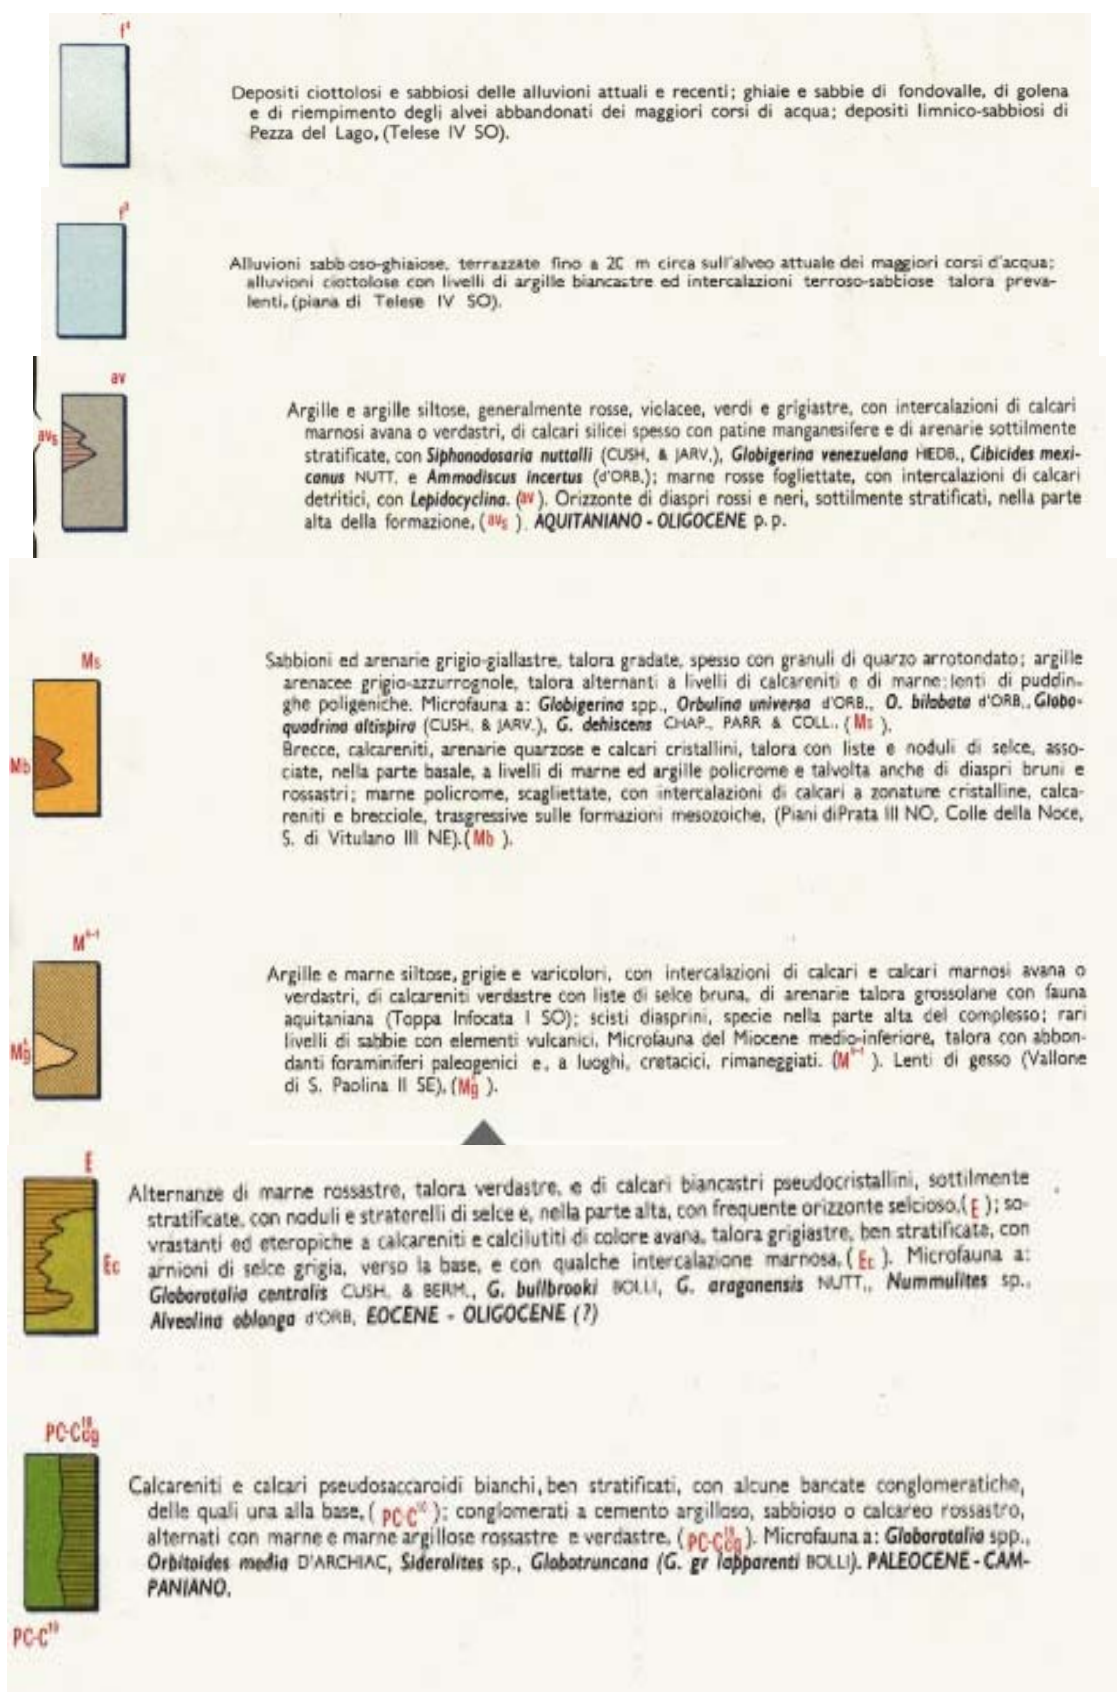 f¹
Depositi ciottolosi e sabbiosi delle alluvioni attuali e recenti; ghiaie e sabbie di fondovalle, di golena
e di riempimento degli alvei abbandonati dei maggiori corsi di acqua; depositi limnico-sabbiosi di
Pezza del Lago, (Telese IV SO).
Alluvioni sabb oso-ghiaiose, terrazzate fino a 20 m circa sull'alveo attuale dei maggiori corsi d'acqua;
alluvioni ciottolose con livelli di argille biancastre ed intercalazioni terroso-sabbiose talora preva-
lenti, (piana di Telese IV SO).
av
avs
Argille e argille siltose, generalmente rosse, violacee, verdi e grigiastre, con intercalazioni di calcari
marnosi avana o verdastri, di calcari silicei spesso con patine manganesifere e di arenarie sottilmente
stratificate, con Siphonodosaria nuttalli (CUSH. & JARV.), Globigerina venezuelana HEDB., Cibicides mexi-
canus NUTT. e Ammodiscus incertus (d'ORB.); marne rosse fogliettate, con intercalazioni di calcari
detritici, con Lepidocyclina. (av ). Orizzonte di diaspri rossi e neri, sottilmente stratificati, nella parte
alta della formazione, ( avs ). AQUITANIANO - OLIGOCENE p. p.
Ms
Mb
Sabbioni ed arenarie grigio-giallastre, talora gradate, spesso con granuli di quarzo arrotondato; argille
arenacee grigio-azzurrognole, talora alternanti a livelli di calcareniti e di marne; lenti di puddin-
ghe poligeniche. Microfauna a: Globigerina spp., Orbulina universa d'ORB., O. bilobata d'ORB., Globo-
quadrina altispira (CUSH. & JARV.), G. dehiscens CHAP., PARR & COLL., ( Ms ).
Brecce, calcareniti, arenarie quarzose e calcari cristallini, talora con liste e noduli di selce, asso-
ciate, nella parte basale, a livelli di marne ed argille policrome e talvolta anche di diaspri bruni e
rossastri; marne policrome, scagliettate, con intercalazioni di calcari a zonature cristalline, calca-
reniti e brecciole, trasgressive sulle formazioni mesozoiche, (Piani diPrata III NO, Colle della Noce,
S. di Vitulano III NE).( Mb ).
M⁴⁻¹
Mg
Argille e marne siltose, grigie e varicolori, con intercalazioni di calcari e calcari marnosi avana o
verdastri, di calcareniti verdastre con liste di selce bruna, di arenarie talora grossolane con fauna
aquitaniana (Toppa Infocata I SO); scisti diasprini, specie nella parte alta del complesso; rari
livelli di sabbie con elementi vulcanici. Microfauna del Miocene medio-inferiore, talora con abbon-
danti foraminiferi paleogenici e, a luoghi, cretacici, rimaneggiati. (M⁴⁻¹ ). Lenti di gesso (Vallone
di S. Paolina II SE), ( Mg ).
E
Ec
Alternanze di marne rossastre, talora verdastre, e di calcari biancastri pseudocristallini, sottilmente
stratificate, con noduli e straterelli di selce e, nella parte alta, con frequente orizzonte selcioso,( E ); so-
vrastanti ed eteropiche a calcareniti e calcilutiti di colore avana, talora grigiastre, ben stratificate, con
arnioni di selce grigia, verso la base, e con qualche intercalazione marnosa, ( Ec ). Microfauna a:
Globorotalia centralis CUSH. & BERM., G. bullbrooki BOLLI, G. aragonensis NUTT., Nummulites sp.,
Alveolina oblonga d'ORB. EOCENE - OLIGOCENE (?)
PC-C¹⁰cg
PC-C¹⁰
Calcareniti e calcari pseudosaccaroidi bianchi, ben stratificati, con alcune bancate conglomeratiche,
delle quali una alla base, ( PC-C¹⁰ ); conglomerati a cemento argilloso, sabbioso o calcareo rossastro,
alternati con marne e marne argillose rossastre e verdastre, ( PC-C¹⁰cg ). Microfauna a: Globorotalia spp.,
Orbitoides media D'ARCHIAC, Siderolites sp., Globotruncana (G. gr lapparenti BOLLI). PALEOCENE - CAM-
PANIANO.